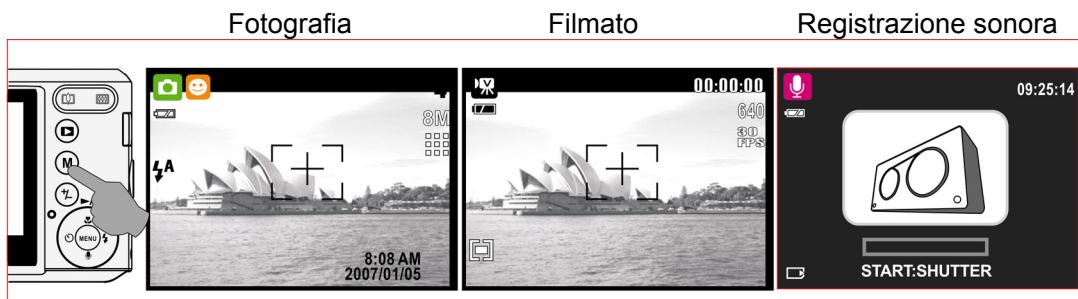 Fotografia
Filmato
Registrazione sonora
M
MENU
8M
A
8:08 AM
2007/01/05
00:00:00
640
30
FPS
09:25:14
START:SHUTTER